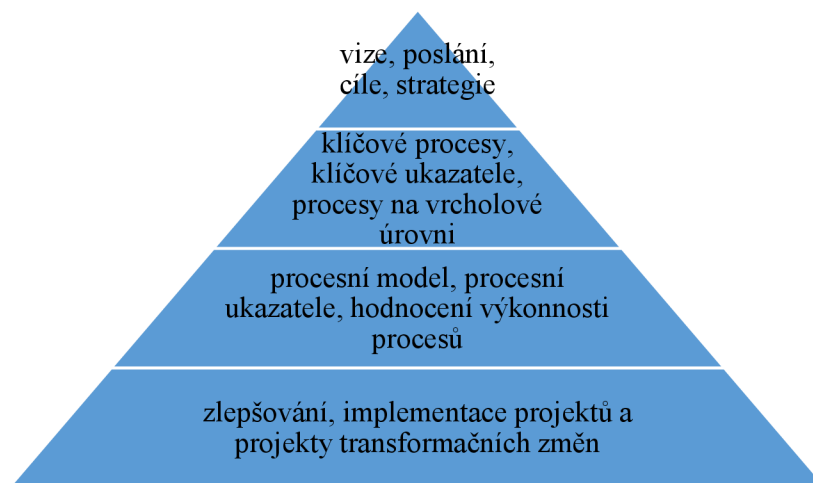 vize, poslání,
cíle, strategie
klíčové procesy,
klíčové ukazatele,
procesy na vrcholové
úrovni
procesní model, procesní
ukazatele, hodnocení výkonnosti
procesů
zlepšování, implementace projektů a
projekty transformačních změn